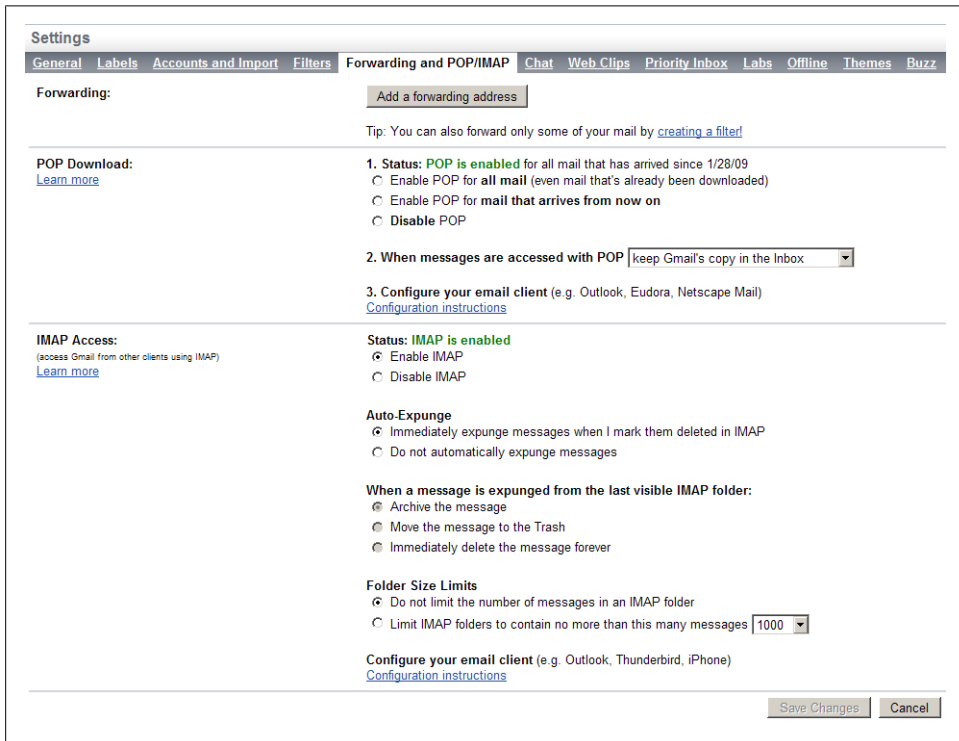 Settings
General Labels Accounts and Import Filters Forwarding and POP/IMAP Chat Web Clips Priority Inbox Labs Offline Themes Buzz
Forwarding:
Add a forwarding address
Tip: You can also forward only some of your mail by creating a filter!
POP Download:
Learn more
1. Status: POP is enabled for all mail that has arrived since 1/28/09
Enable POP for all mail (even mail that's already been downloaded)
Enable POP for mail that arrives from now on
Disable POP
2. When messages are accessed with POP keep Gmail's copy in the Inbox
3. Configure your email client (e.g. Outlook, Eudora, Netscape Mail)
Configuration instructions
IMAP Access:
(access Gmail from other clients using IMAP)
Learn more
Status: IMAP is enabled
Enable IMAP
Disable IMAP
Auto-Expunge
Immediately expunge messages when I mark them deleted in IMAP
Do not automatically expunge messages
When a message is expunged from the last visible IMAP folder:
Archive the message
Move the message to the Trash
Immediately delete the message forever
Folder Size Limits
Do not limit the number of messages in an IMAP folder
Limit IMAP folders to contain no more than this many messages 1000
Configure your email client (e.g. Outlook, Thunderbird, iPhone)
Configuration instructions
Save Changes Cancel